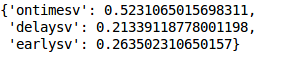 {'ontimesv': 0.5231065015698311,
'delaysv': 0.21339118778001198,
'earlysv': 0.263502310650157}